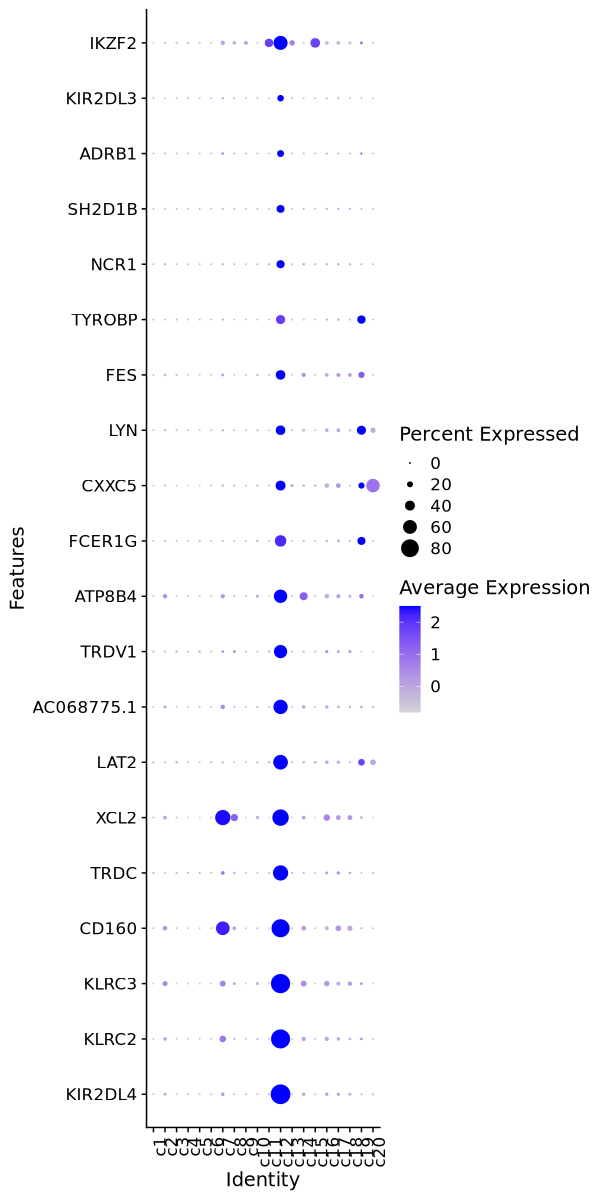 IKZF2
KIR2DL3
ADRB1
SH2D1B
NCR1
TYROBP
FES
LYN
CXXC5
FCER1G
ATP8B4
TRDV1
AC068775.1
LAT2
XCL2
TRDC
CD160
KLRC3
KLRC2
KIR2DL4
Features
c1
c2
c3
c4
c5
c6
c7
c8
c9
c10
c11
c12
c13
c14
c15
c16
c17
c18
c19
c20
Identity
Percent Expressed
0
20
40
60
80
Average Expression
2
1
0